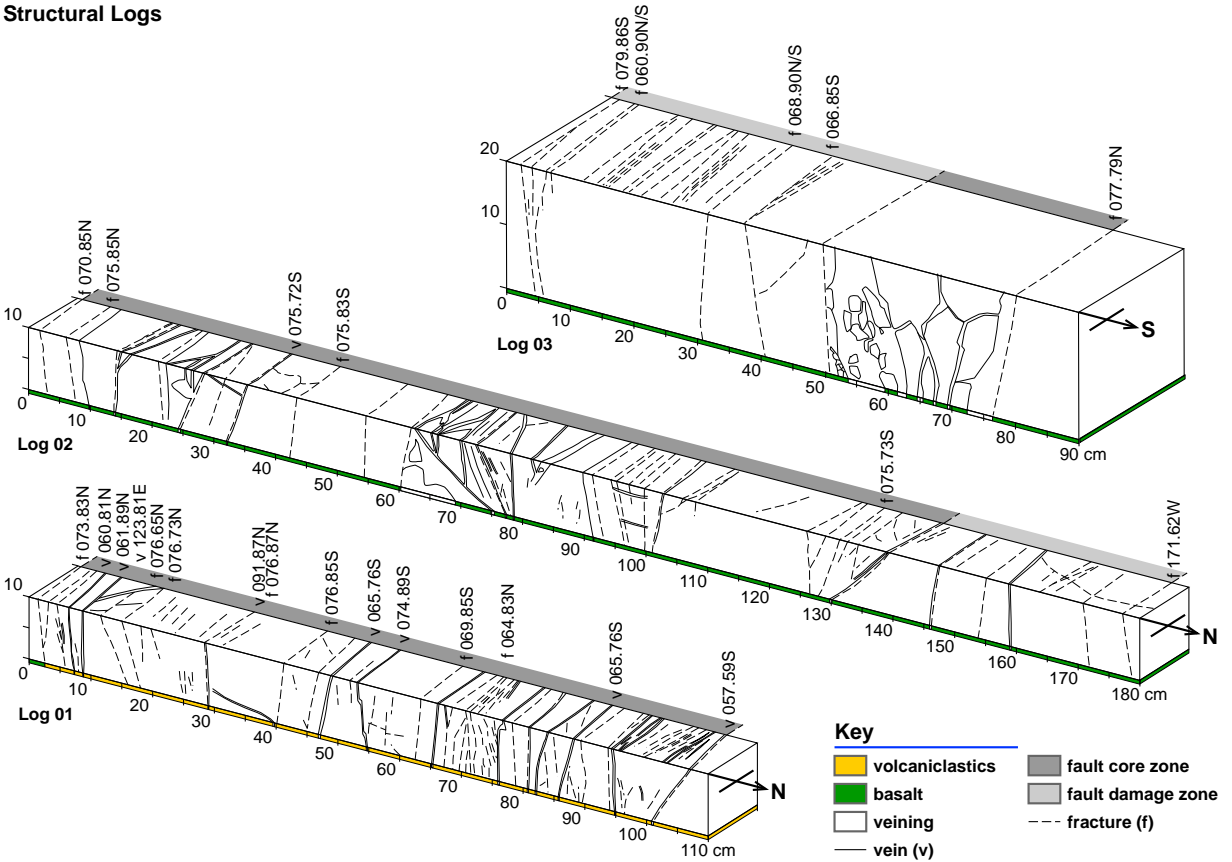 Structural Logs
f 079.86S
f 060.90N/S
f 068.90N/S
f 066.85S
f 077.79N
20
10
0
10
20
30
40
50
60
70
80
90 cm
S
Log 03
f 070.85N
f 075.85N
v 075.72S
f 075.83S
f 075.73S
f 171.62W
10
0
10
20
30
40
50
60
70
80
90
100
110
120
130
140
150
160
170
180 cm
N
Log 02
f 073.83N
v 060.81N
v 061.89N
v 123.81E
f 076.65N
f 076.73N
v 091.87N
f 076.87N
f 076.85S
v 065.76S
v 074.89S
f 069.85S
f 064.83N
v 065.76S
v 057.59S
10
0
10
20
30
40
50
60
70
80
90
100
110 cm
N
Log 01
Key
volcaniclastics
basalt
veining
vein (v)
fault core zone
fault damage zone
fracture (f)